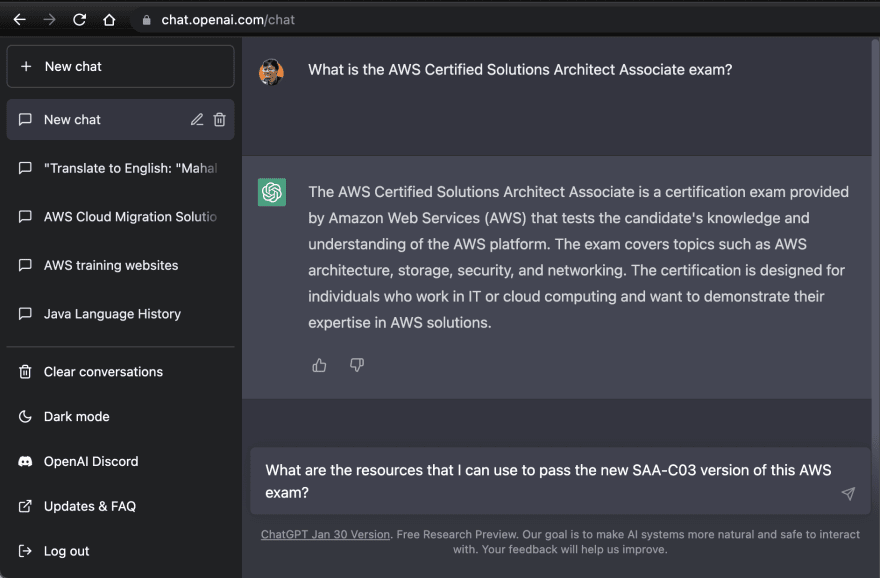 chat.openai.com/chat
New chat
New chat
"Translate to English: "Mahal
AWS Cloud Migration Solutio
AWS training websites
Java Language History
Clear conversations
Dark mode
OpenAI Discord
Updates & FAQ
Log out
What is the AWS Certified Solutions Architect Associate exam?
The AWS Certified Solutions Architect Associate is a certification exam provided
by Amazon Web Services (AWS) that tests the candidate's knowledge and
understanding of the AWS platform. The exam covers topics such as AWS
architecture, storage, security, and networking. The certification is designed for
individuals who work in IT or cloud computing and want to demonstrate their
expertise in AWS solutions.
What are the resources that I can use to pass the new SAA-C03 version of this AWS
exam?
ChatGPT Jan 30 Version. Free Research Preview. Our goal is to make AI systems more natural and safe to interact
with. Your feedback will help us improve.